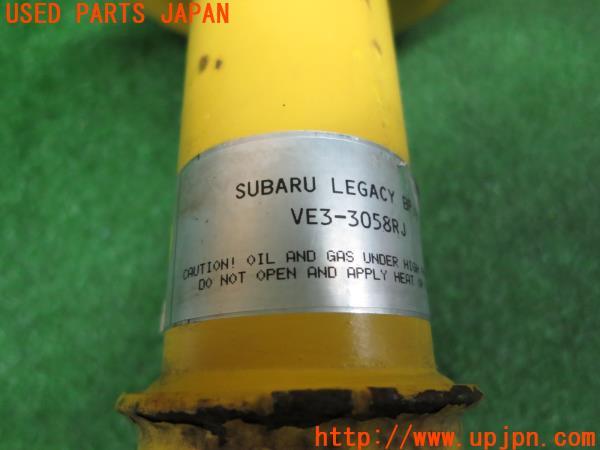 USED PARTS JAPAN
SUBARU LEGACY
VE3-3058RJ
CAUTION! OIL AND GAS UNDER HIGH
DO NOT OPEN AND APPLY HEAT
http://www.upjpn.com